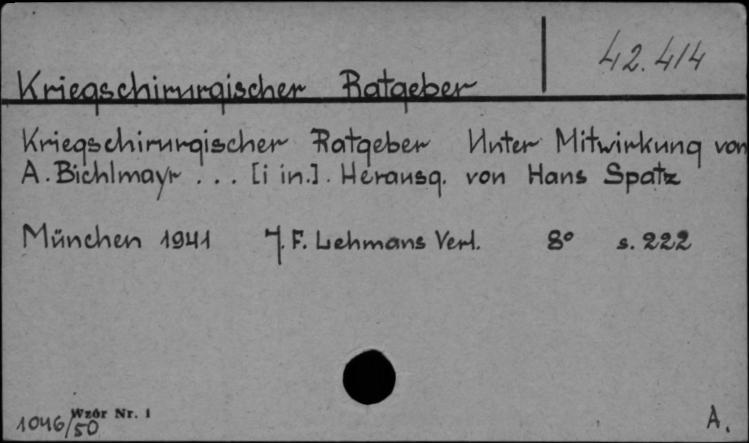 42.414
Kriegschirurgischer Ratgeber
Kriegschirurgischer Ratgeber Unter Mitwirkung von
A. Bichlmayr . . . [i in.]. Herausg. von Hans Spatz
München 1941 J. F. Lehmans Verl. 8° s. 222
Wzór Nr. 1
1046/50
A.